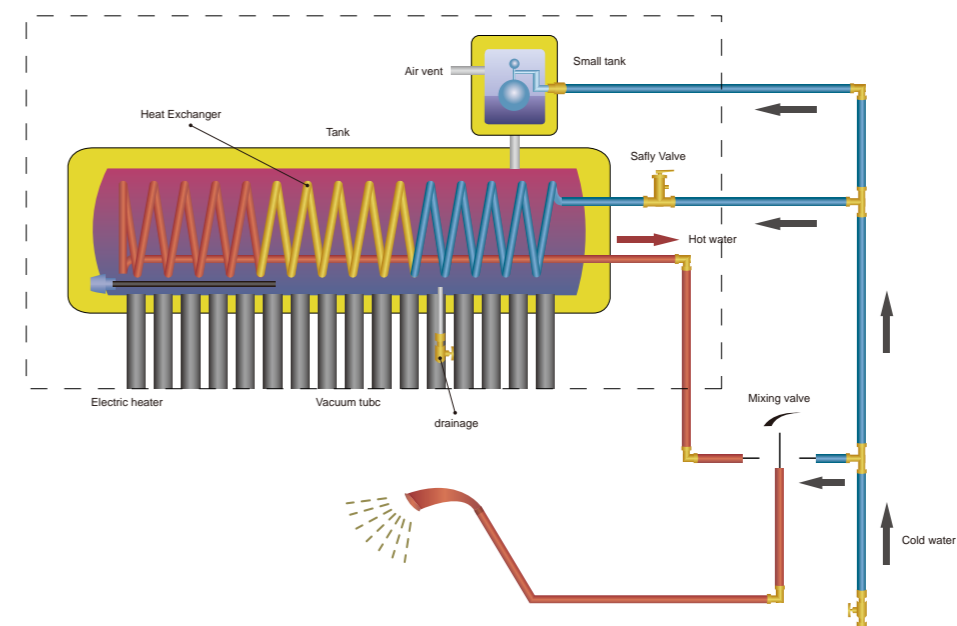 Small tank
Air vent
Heat Exchanger
Tank
Safly Valve
Hot water
Electric heater
Vacuum tubc
Mixing valve
drainage
Cold water